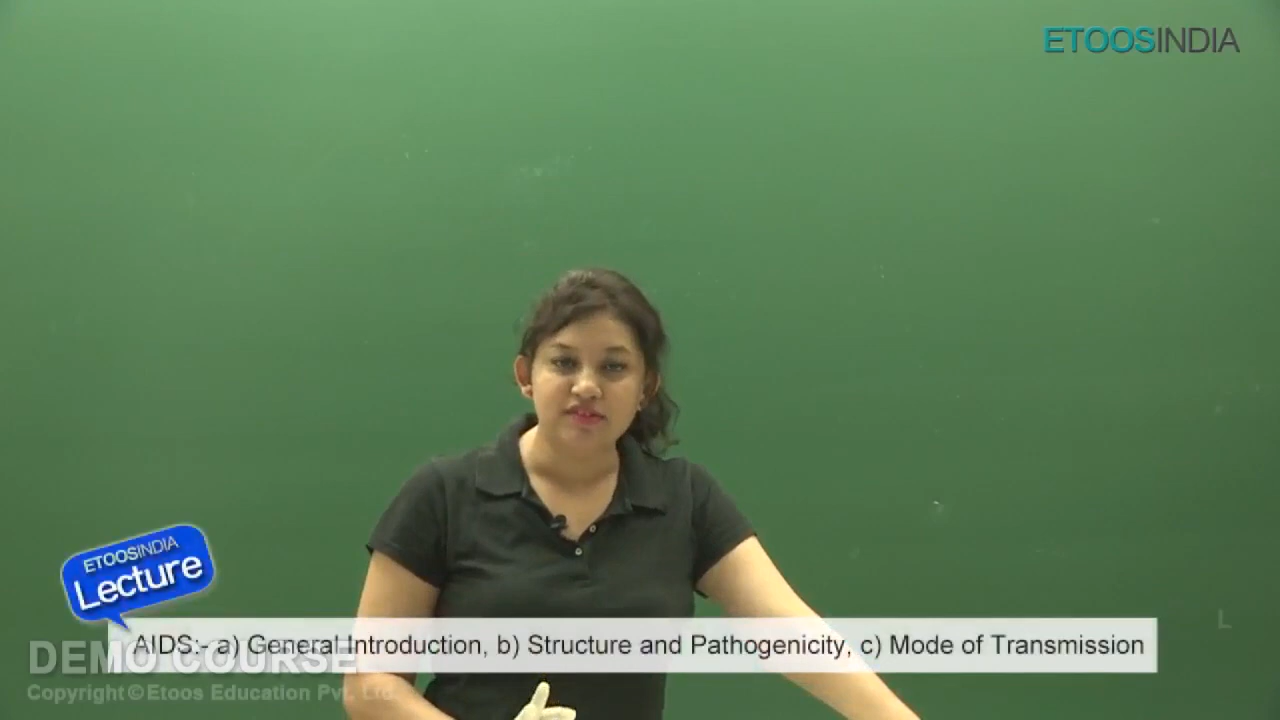 ETOOSINDIA
ETOOSINDIA
Lecture
AIDS:- a) General Introduction, b) Structure and Pathogenicity, c) Mode of Transmission
DEMO COURSE
Copyright©Etoos Education Pvt. Ltd.